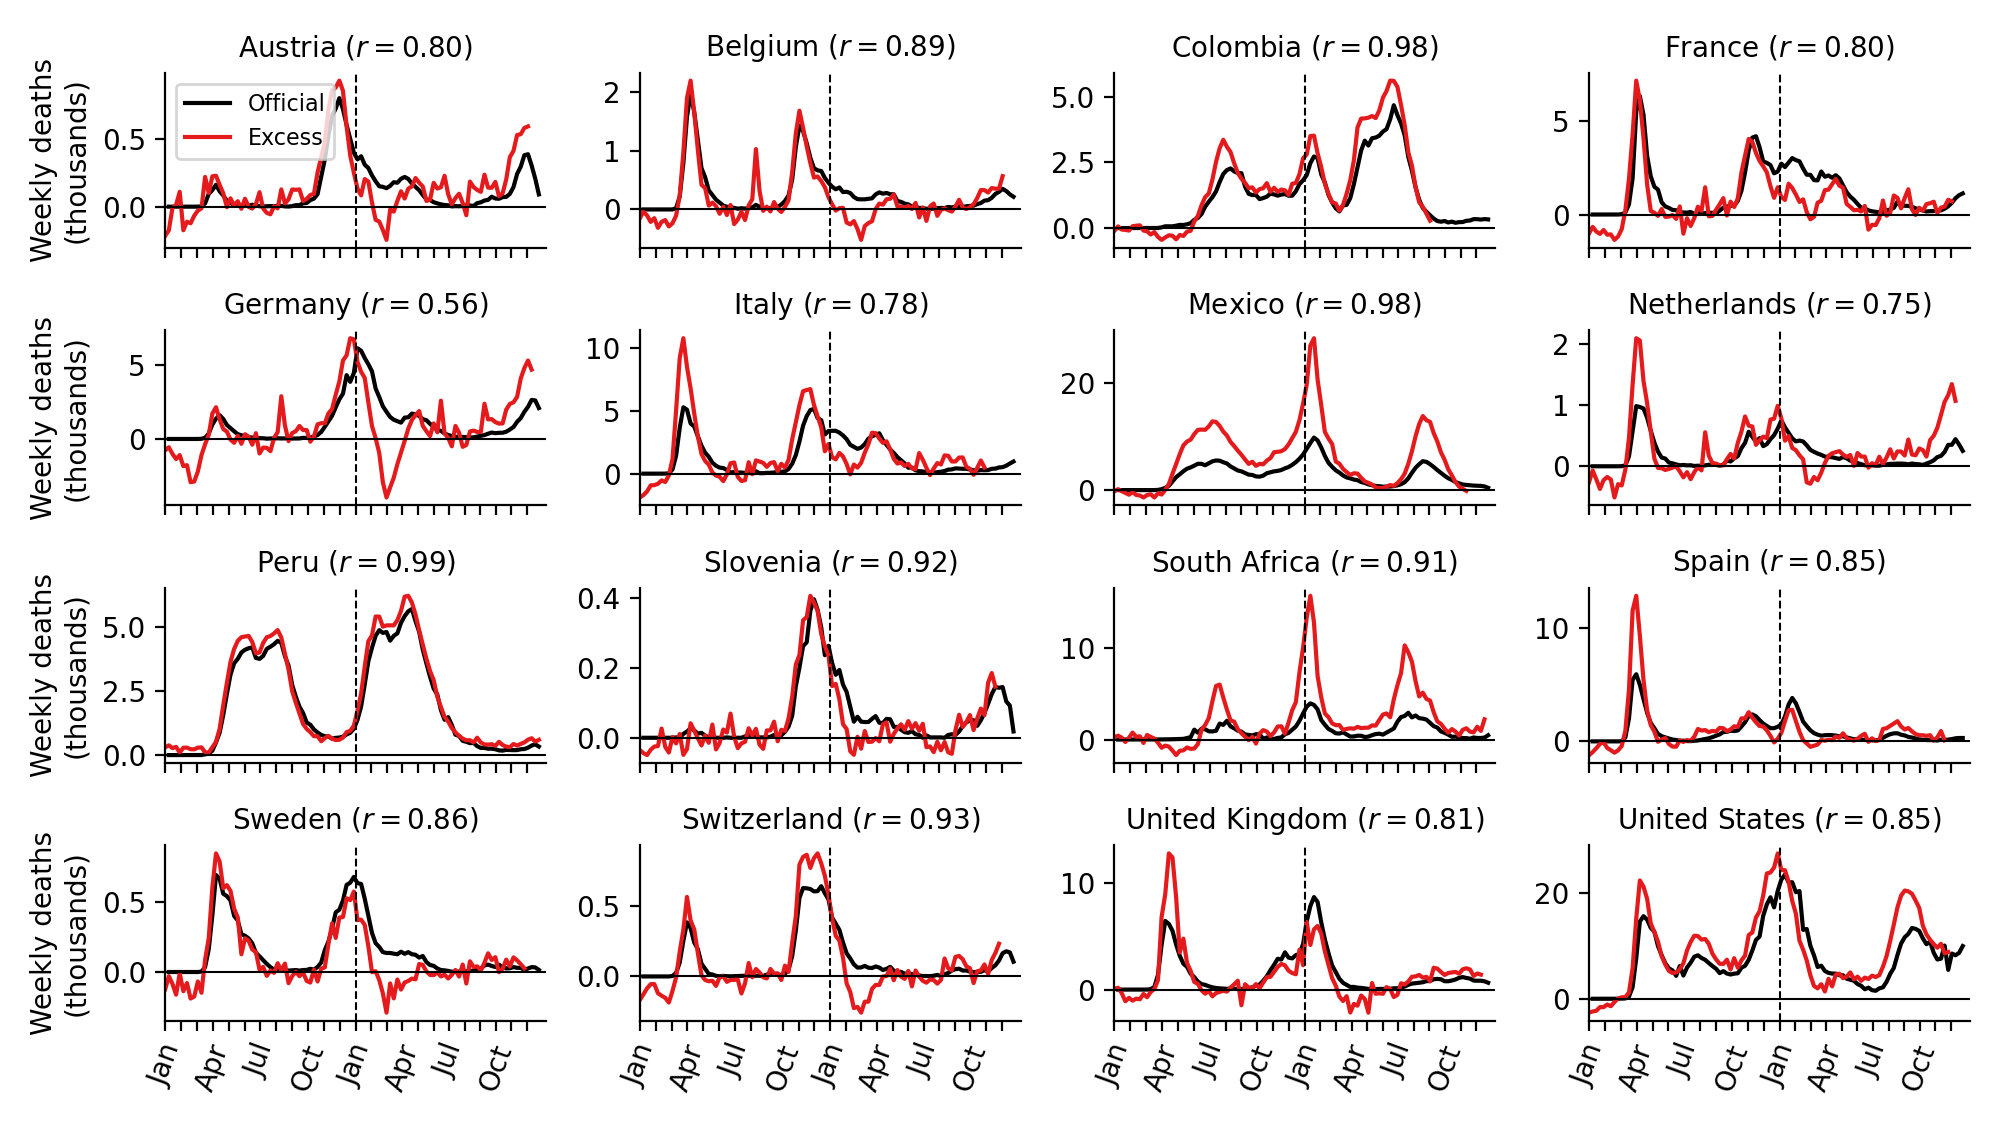 Austria (r = 0.80)
Belgium (r = 0.89)
Colombia (r = 0.98)
France (r = 0.80)
Weekly deaths
(thousands)
Official
Excess
0.5
0.0
2
1
0
5.0
2.5
0.0
5
0
Germany (r = 0.56)
Italy (r = 0.78)
Mexico (r = 0.98)
Netherlands (r = 0.75)
Weekly deaths
(thousands)
5
0
10
5
0
20
0
2
1
0
Peru (r = 0.99)
Slovenia (r = 0.92)
South Africa (r = 0.91)
Spain (r = 0.85)
Weekly deaths
(thousands)
5.0
2.5
0.0
0.4
0.2
0.0
10
0
10
0
Sweden (r = 0.86)
Switzerland (r = 0.93)
United Kingdom (r = 0.81)
United States (r = 0.85)
Weekly deaths
(thousands)
0.5
0.0
0.5
0.0
10
0
20
0
Jan Apr Jul Oct Jan Apr Jul Oct
Jan Apr Jul Oct Jan Apr Jul Oct
Jan Apr Jul Oct Jan Apr Jul Oct
Jan Apr Jul Oct Jan Apr Jul Oct